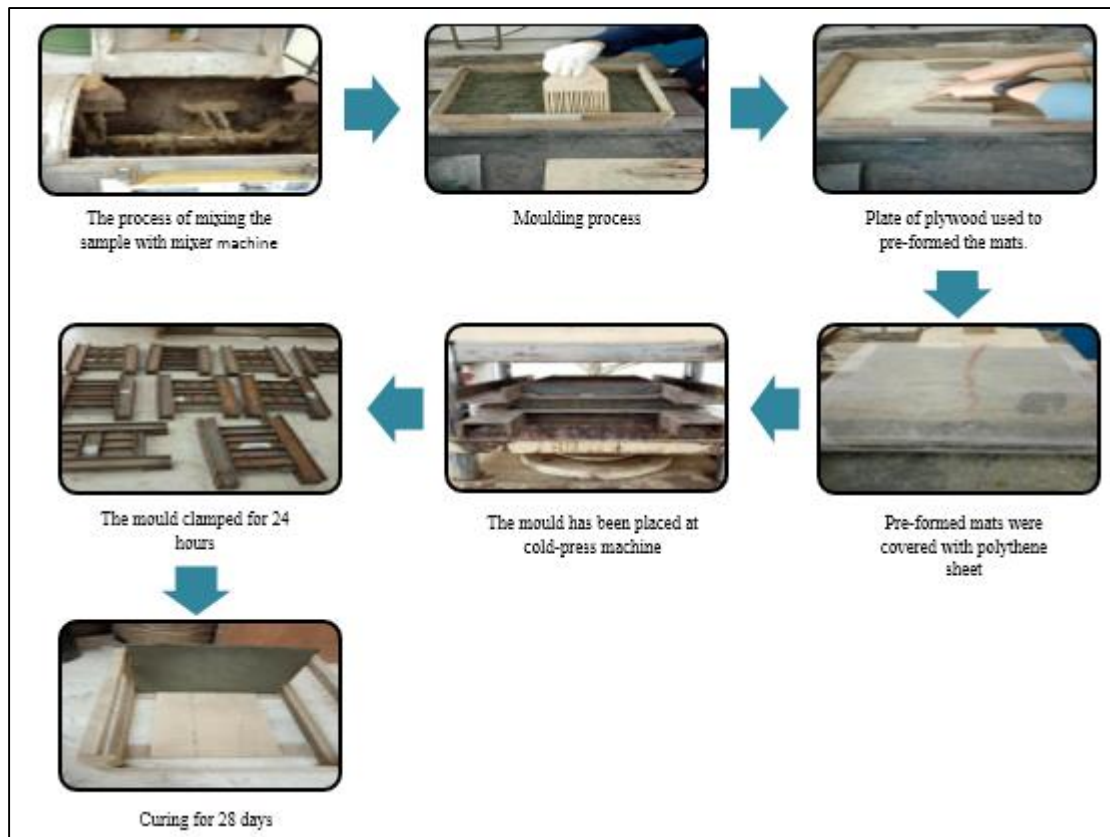 The process of mixing the
sample with mixer machine
Moulding process
Plate of plywood used to
pre-formed the mats.
Pre-formed mats were
covered with polythene
sheet
The mould has been placed at
cold-press machine
The mould clamped for 24
hours
Curing for 28 days